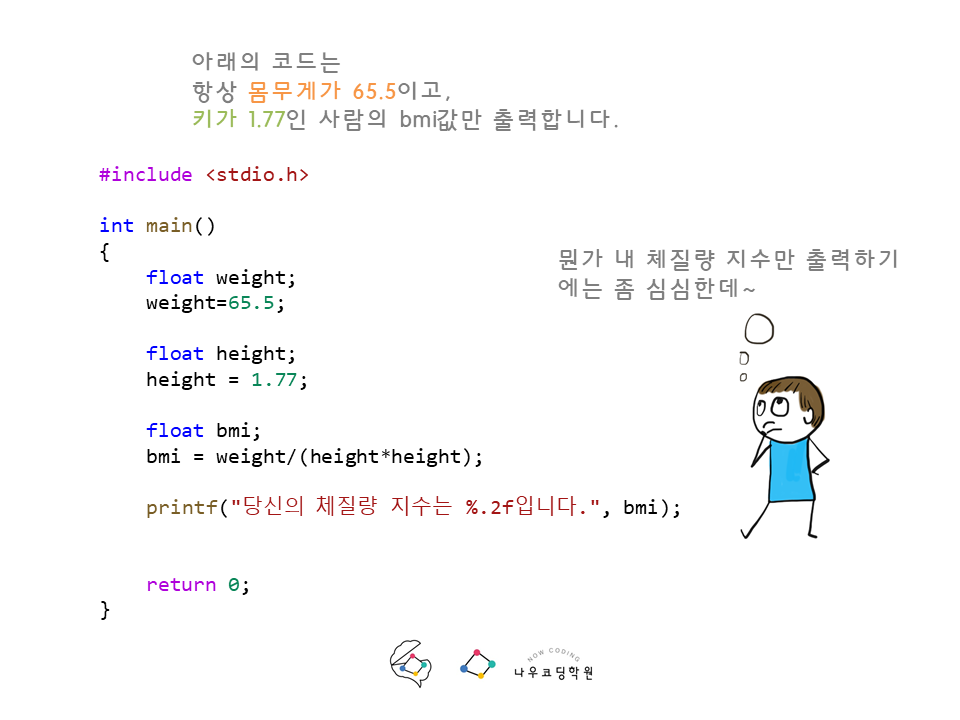 아래의 코드는
항상 몸무게가 65.5이고,
키가 1.77인 사람의 bmi값만 출력합니다.
#include <stdio.h>
int main()
{
float weight;
weight=65.5;
뭔가 내 체질량 지수만 출력하기
에는 좀 심심한데~
float height;
height = 1.77;
float bmi;
bmi = weight/(height*height);
printf("당신의 체질량 지수는 %.2f입니다.", bmi);
return 0;
}
NOW CODING
나우코딩학원